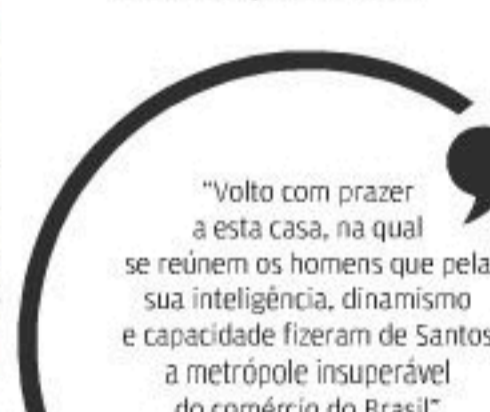 "Volto com prazer
a esta casa, na qual
se reúnem os homens que pela
sua inteligência, dinamismo
e capacidade fizeram de Santos
a metrópole insuperável
do comércio do Brasil"